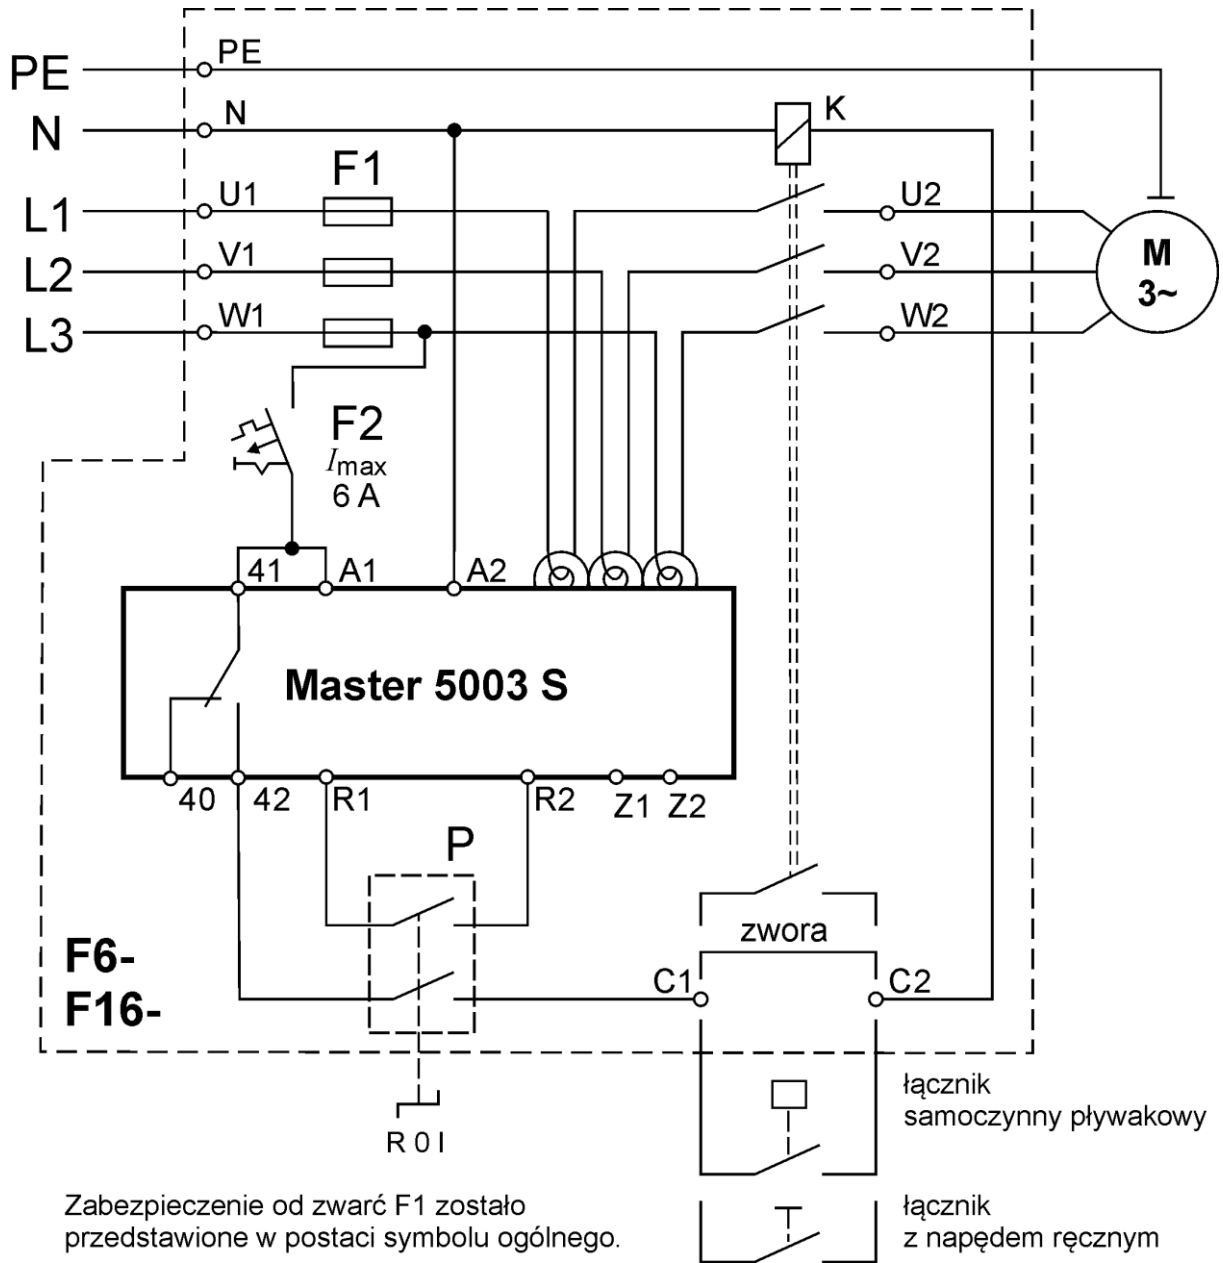 PE
PE
N
N
K
F1
L1
U1
U2
L2
V1
V2
M
3~
L3
W1
W2
F2
Imax
6 A
41
A1
A2
Master 5003 S
40
42
R1
R2
Z1
Z2
P
zwora
F6-
F16-
C1
C2
R 0 I
łącznik
samoczynny pływakowy
łącznik
z napędem ręcznym
Zabezpieczenie od zwarć F1 zostało
przedstawione w postaci symbolu ogólnego.